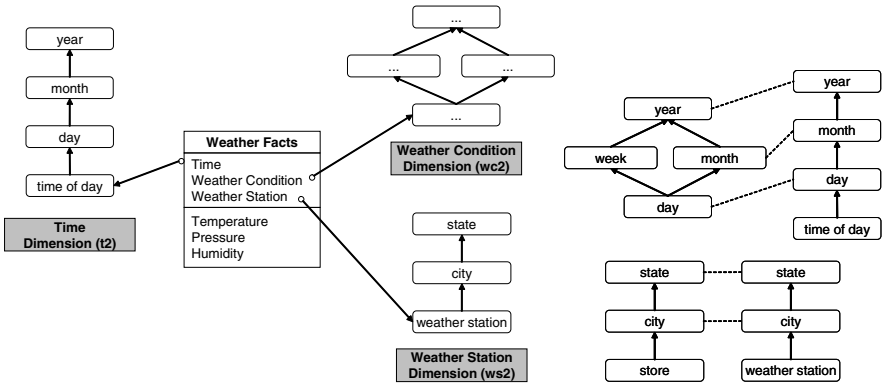 year
month
day
time of day
Time
Dimension (t2)
Weather Facts
Time
Weather Condition
Weather Station
Temperature
Pressure
Humidity
...
...
...
...
Weather Condition
Dimension (wc2)
state
city
weather station
Weather Station
Dimension (ws2)
year
week
month
day
year
month
day
time of day
state
state
city
city
store
weather station